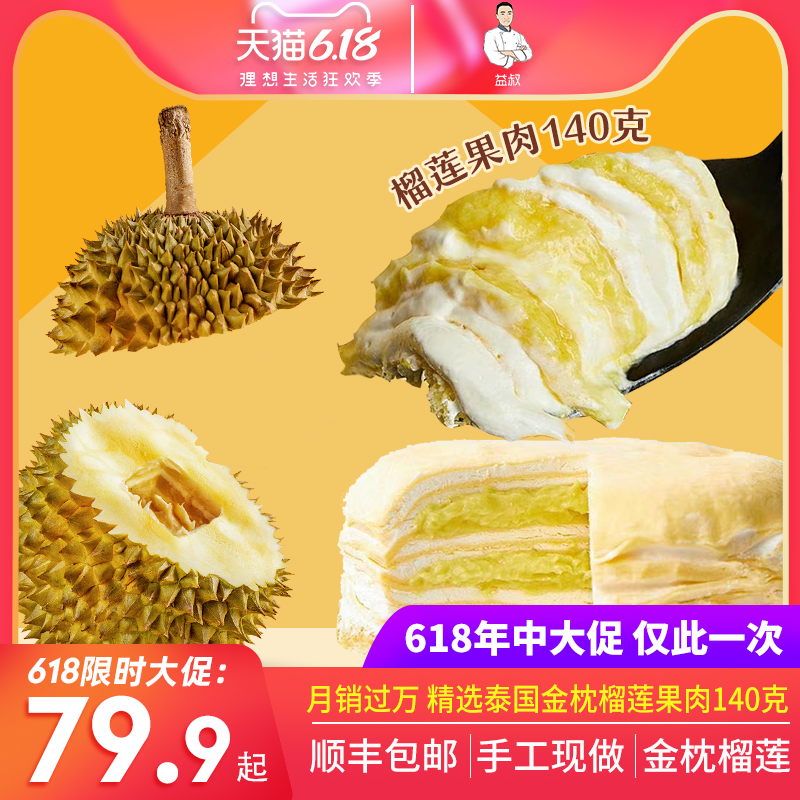 天猫6.18
理想生活狂欢季
益叔
榴莲果肉140克
618年中大促 仅此一次
618限时大促:
79.9起
月销过万 精选泰国金枕榴莲果肉140克
顺丰包邮 手工现做 金枕榴莲